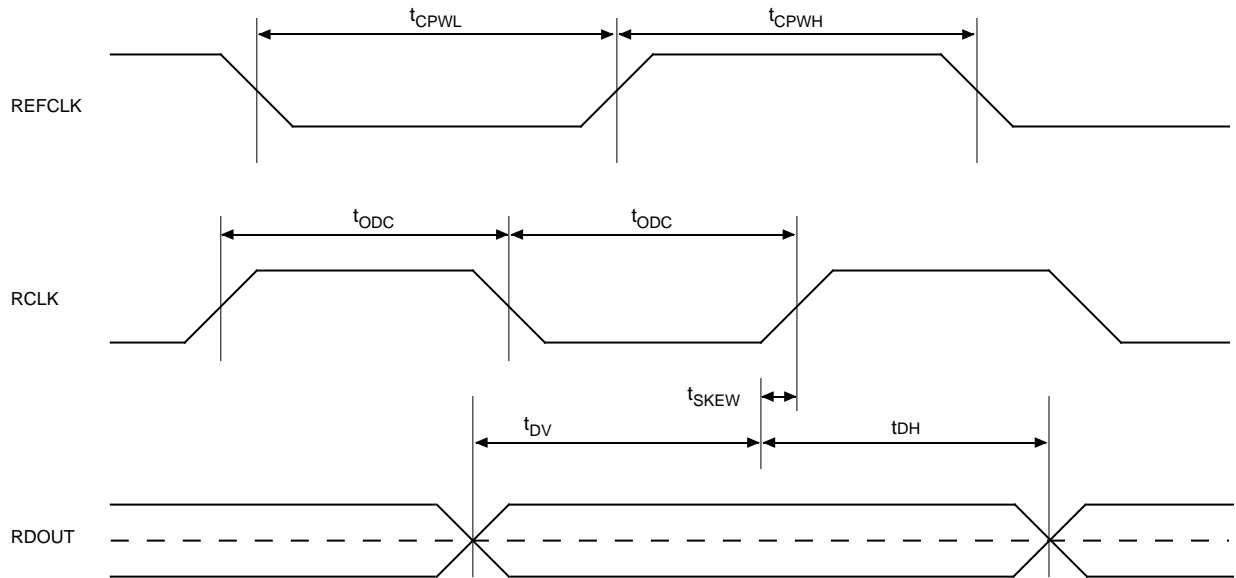 tCPWL tCPWH
REFCLK
tODC tODC
RCLK
tSKEW
tDV tDH
RDOUT